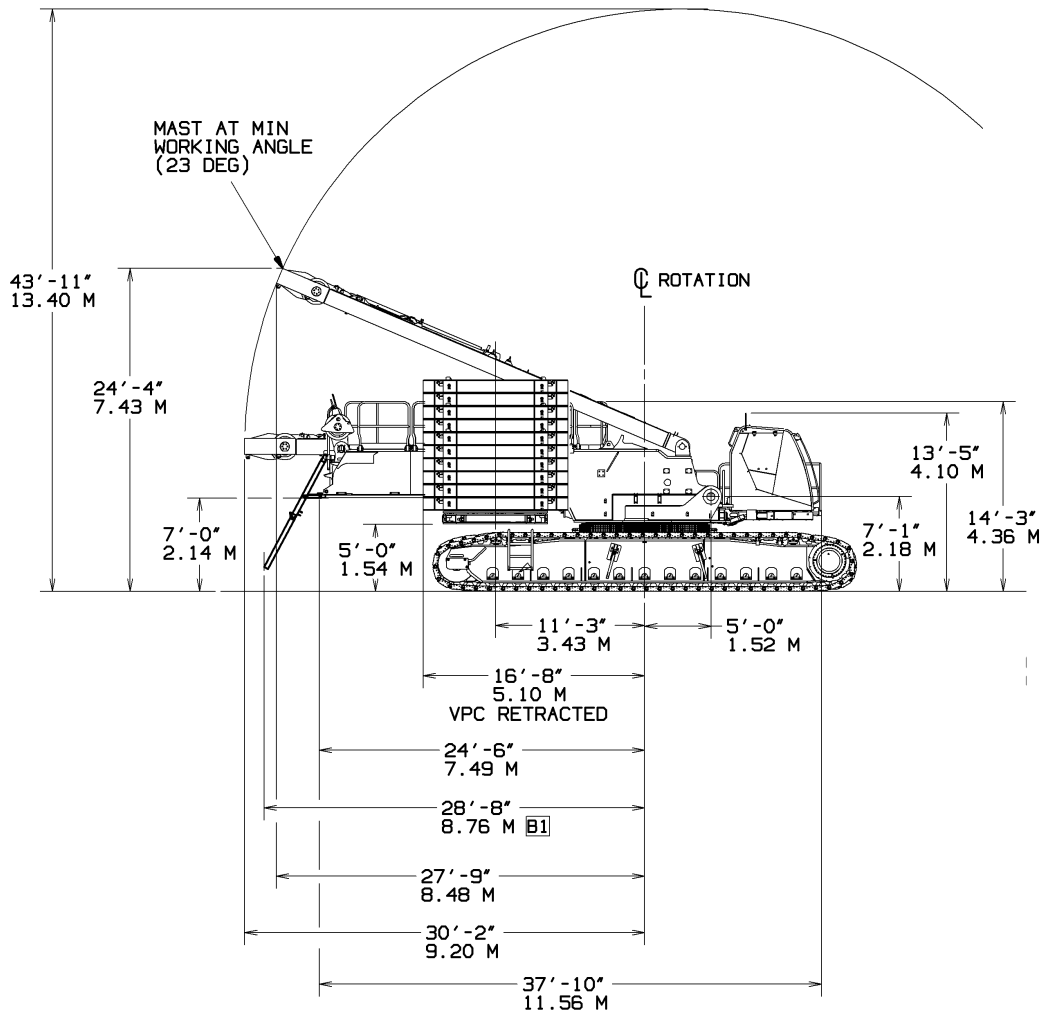 MAST AT MIN
WORKING ANGLE
(23 DEG)
43'-11"
13.40 M
℄ ROTATION
24'-4"
7.43 M
13'-5"
4.10 M
7'-0"
2.14 M
5'-0"
1.54 M
7'-1"
2.18 M
14'-3"
4.36 M
11'-3"
3.43 M
5'-0"
1.52 M
16'-8"
5.10 M
VPC RETRACTED
24'-6"
7.49 M
28'-8"
8.76 M B1
27'-9"
8.48 M
30'-2"
9.20 M
37'-10"
11.56 M